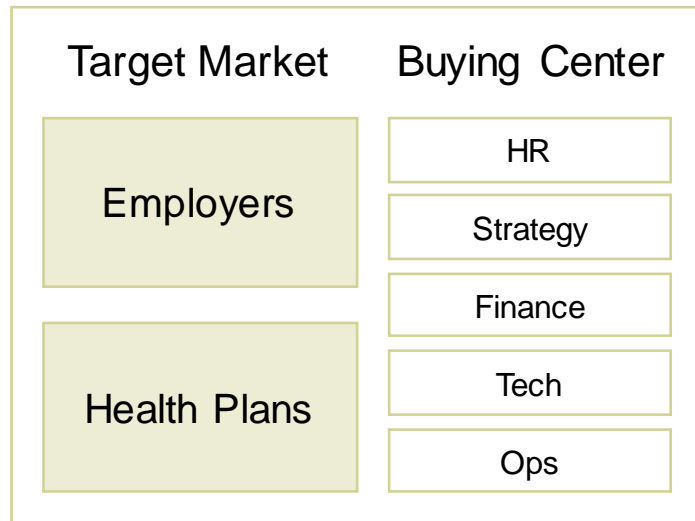 Target Market
Buying Center
Employers
Health Plans
HR
Strategy
Finance
Tech
Ops